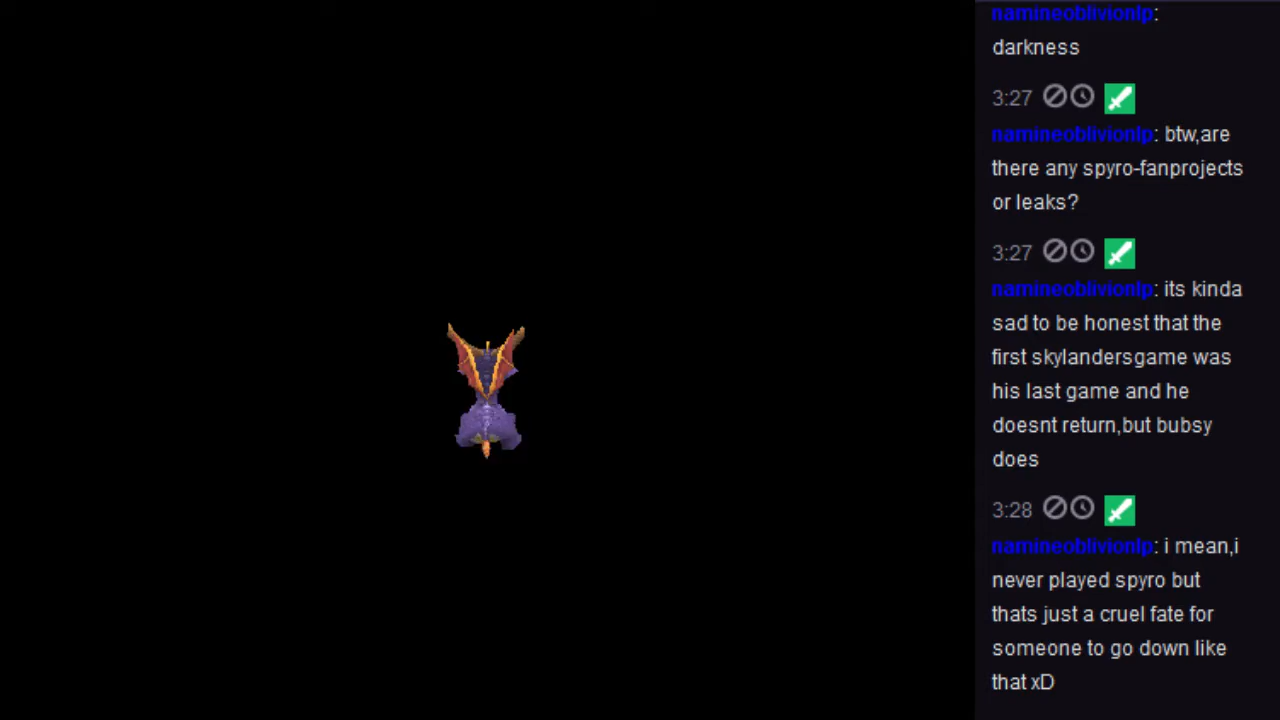 namineoblivionlp:
darkness
3:27
namineoblivionlp: btw,are
there any spyro-fanprojects
or leaks?
3:27
namineoblivionlp: its kinda
sad to be honest that the
first skylandersgame was
his last game and he
doesnt return,but bubsy
does
3:28
namineoblivionlp: i mean,i
never played spyro but
thats just a cruel fate for
someone to go down like
that xD